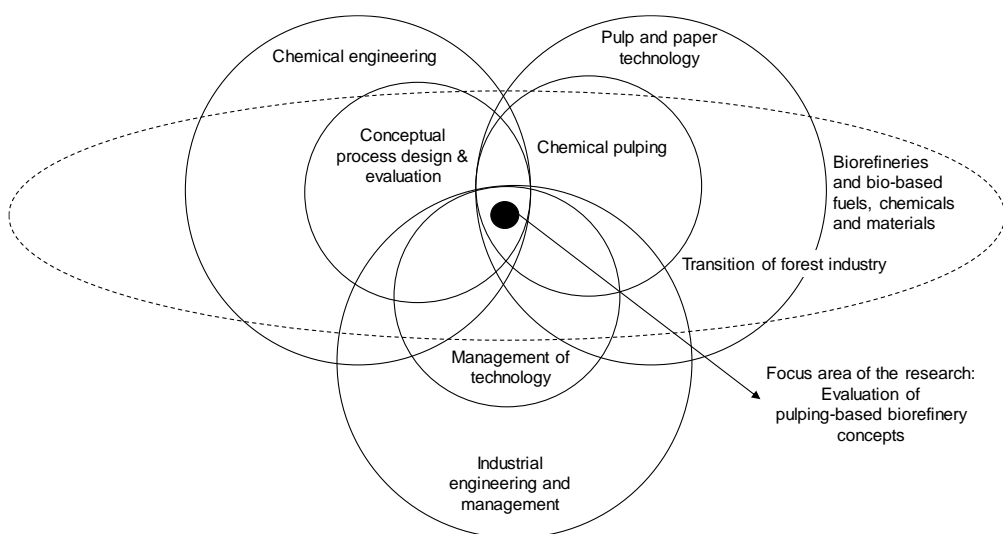 Chemical engineering
Pulp and paper
technology
Conceptual
process design &
evaluation
Chemical pulping
Biorefineries
and bio-based
fuels, chemicals
and materials
Transition of forest industry
Management of
technology
Focus area of the research:
Evaluation of
pulping-based biorefinery
concepts
Industrial
engineering and
management